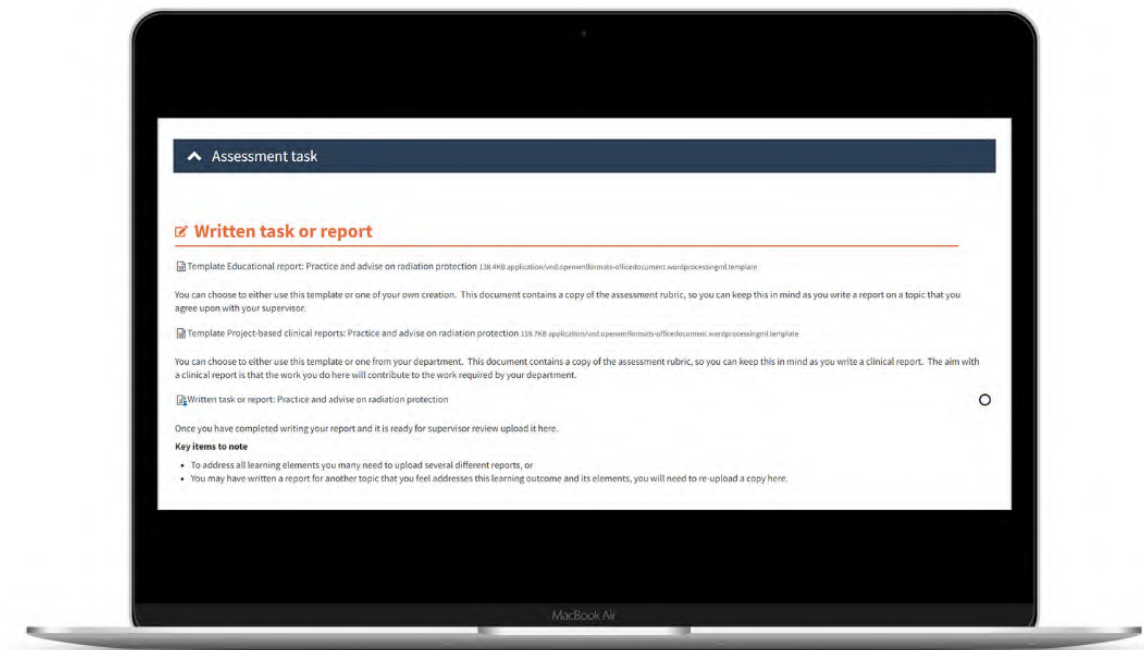 Assessment task
Written task or report
Template Educational report: Practice and advise on radiation protection 138.4KB application/vnd.openxmlformats-officedocument.wordprocessingml.template
You can choose to either use this template or one of your own creation. This document contains a copy of the assessment rubric, so you can keep this in mind as you write a report on a topic that you
agree upon with your supervisor.
Template Project-based clinical reports: Practice and advise on radiation protection 139.7KB application/vnd.openxmlformats-officedocument.wordprocessingml.template
You can choose to either use this template or one from your department. This document contains a copy of the assessment rubric, so you can keep this in mind as you write a clinical report. The aim with
a clinical report is that the work you do here will contribute to the work required by your department.
Written task or report: Practice and advise on radiation protection
Once you have completed writing your report and it is ready for supervisor review upload it here.
Key items to note
• To address all learning elements you many need to upload several different reports, or
• You may have written a report for another topic that you feel addresses this learning outcome and its elements, you will need to re-upload a copy here.
MacBook Air